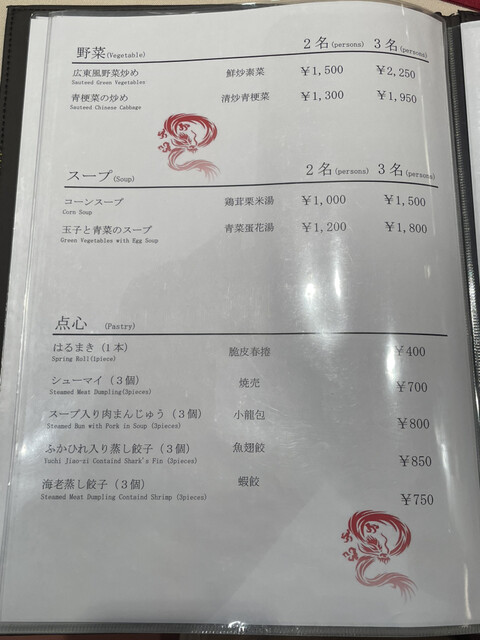 野菜(Vegetable) 2名(persons) 3名(persons)
広東風野菜炒め 鮮炒素菜 ￥1,500 ￥2,250
Sauteed Green Vegetables
青梗菜の炒め 清炒青梗菜 ￥1,300 ￥1,950
Sauteed Chinese Cabbage
スープ(Soup) 2名(persons) 3名(persons)
コーンスープ 鶏茸栗米湯 ￥1,000 ￥1,500
Corn Soup
玉子と青菜のスープ 青菜蛋花湯 ￥1,200 ￥1,800
Green Vegetables with Egg Soup
点心 (Pastry)
はるまき（1本） 脆皮春捲 ￥400
Spring Roll(1piece)
シューマイ（3個） 焼売 ￥700
Steamed Meat Dumpling(3pieces)
スープ入り肉まんじゅう（3個） 小龍包 ￥800
Steamed Bun with Pork in Soup (3pieces)
ふかひれ入り蒸し餃子（3個） 魚翅餃 ￥850
Yuchi Jiao-zi Containd Shark's Fin (3pieces)
海老蒸し餃子（3個） 蝦餃 ￥750
Steamed Meat Dumpling Containd Shrimp (3pieces)